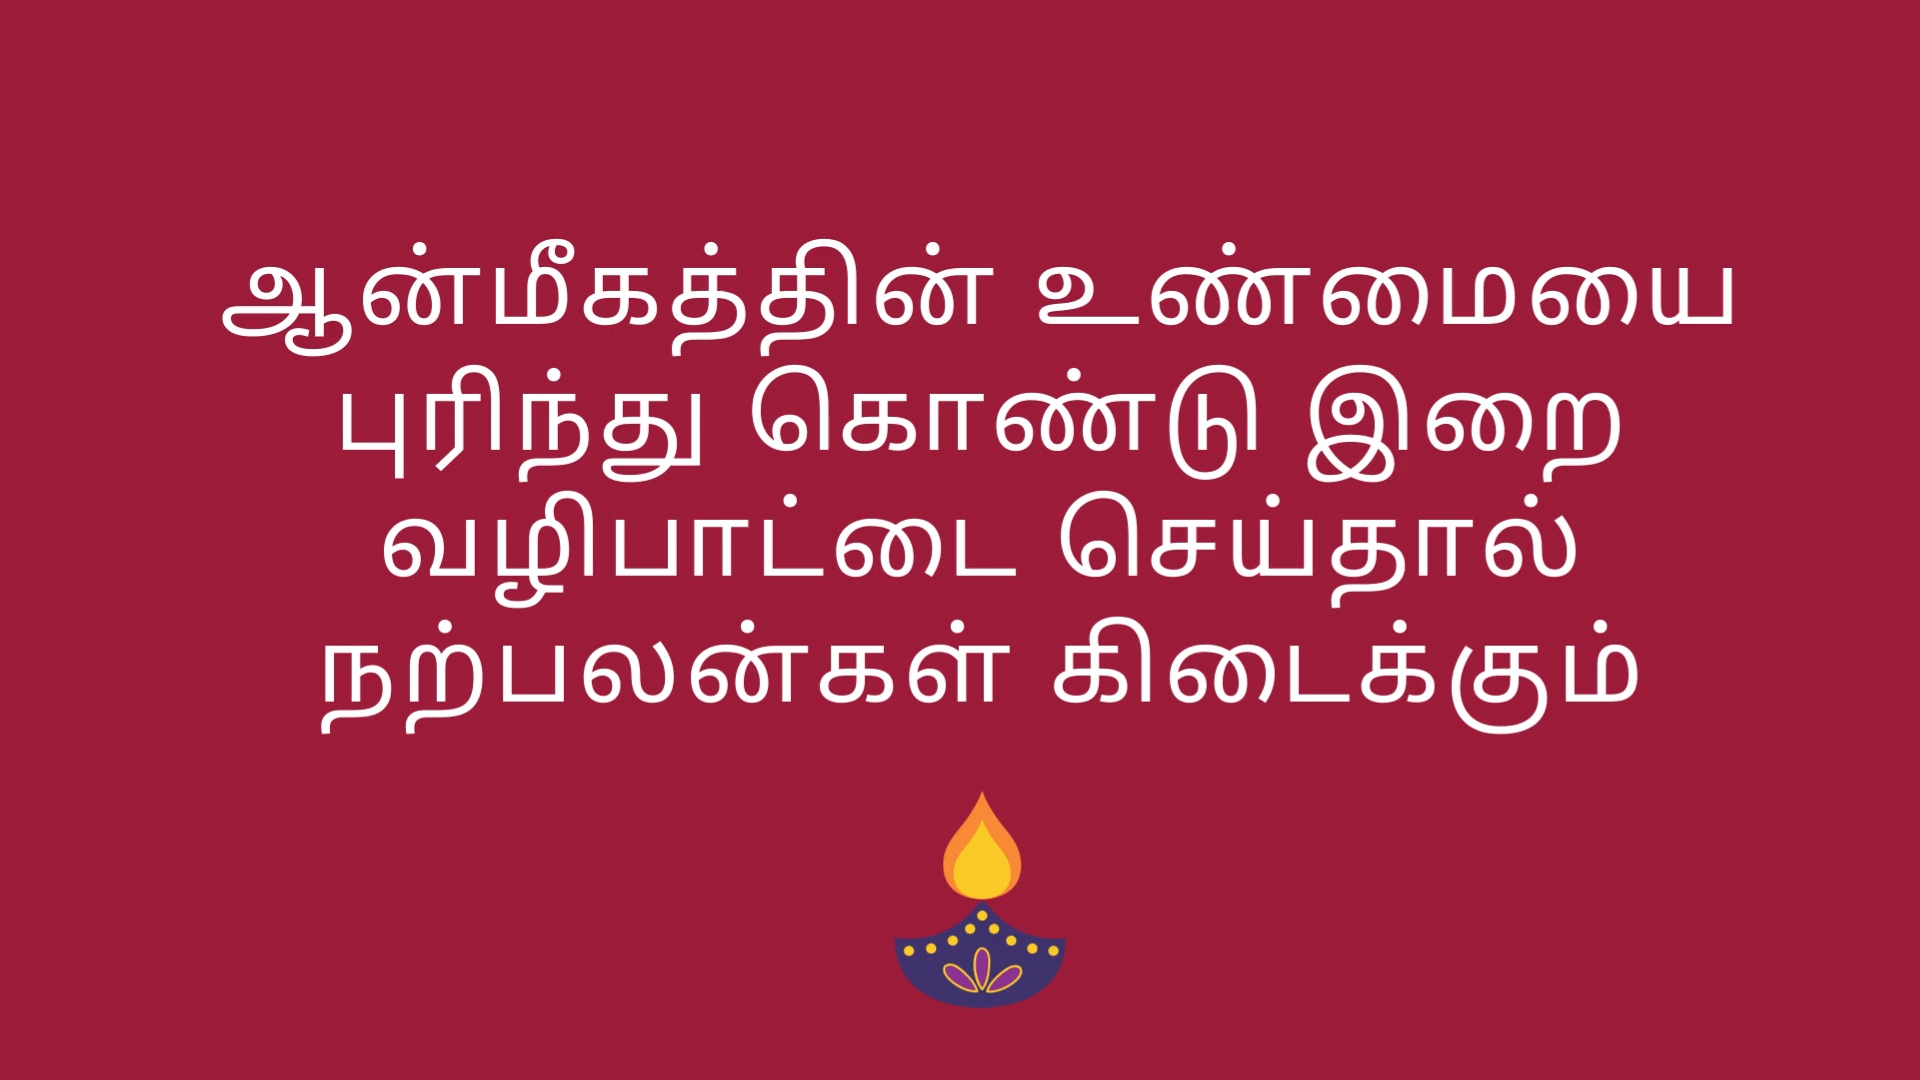 ஆன்மீகத்தின் உண்மையை
புரிந்து கொண்டு இறை
வழிபாட்டை செய்தால்
நற்பலன்கள் கிடைக்கும்